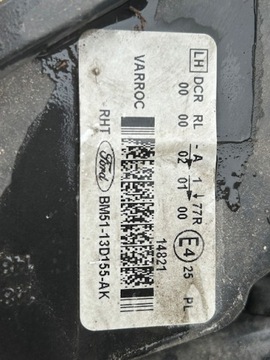 LH DCR RL - A 1 77R E4 25 PL
00 00 02 01 00
VARROC
14821
RHT Ford BM51-13D155-AK